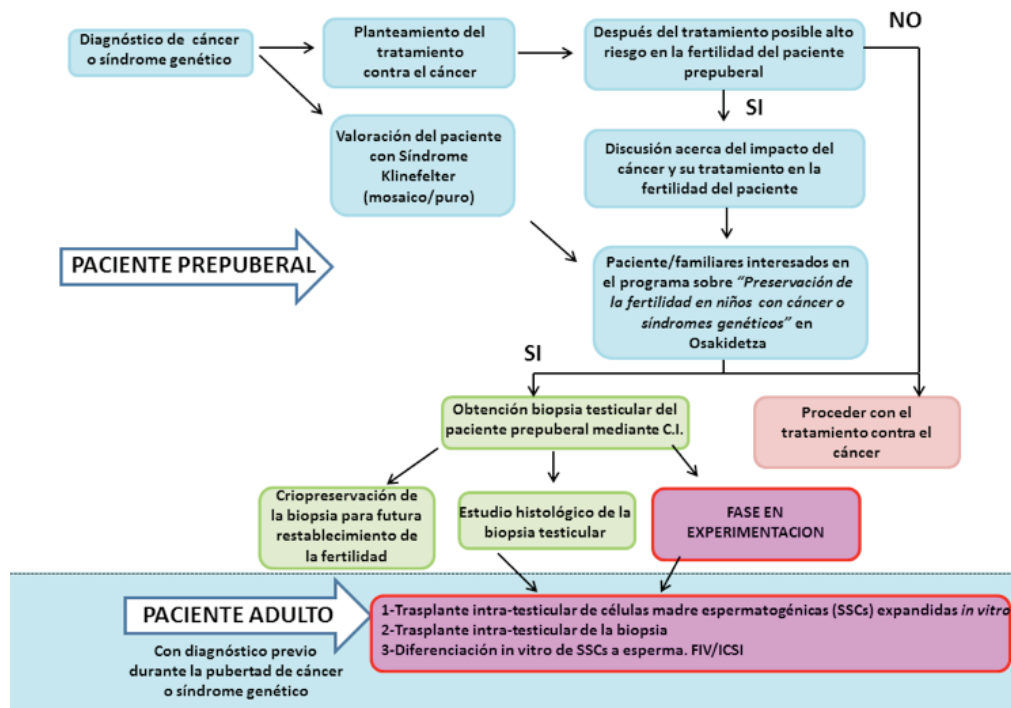 Diagnóstico de cáncer
o síndrome genético
Planteamiento del
tratamiento
contra el cáncer
Después del tratamiento posible alto
riesgo en la fertilidad del paciente
prepuberal
NO
SI
Valoración del paciente
con Síndrome
Klinefelter
(mosaico/puro)
Discusión acerca del impacto del
cáncer y su tratamiento en la
fertilidad del paciente
PACIENTE PREPUBERAL
Paciente/familiares interesados en
el programa sobre “Preservación de
la fertilidad en niños con cáncer o
síndromes genéticos” en
Osakidetza
SI
Obtención biopsia testicular del
paciente prepuberal mediante C.I.
Proceder con el
tratamiento contra el
cáncer
Criopreservación de
la biopsia para futura
restablecimiento de
la fertilidad
Estudio histológico de la
biopsia testicular
FASE EN
EXPERIMENTACION
PACIENTE ADULTO
Con diagnóstico previo
durante la pubertad de cáncer
o síndrome genético
1-Trasplante intra-testicular de células madre espermatogénicas (SSCs) expandidas in vitro
2-Trasplante intra-testicular de la biopsia
3-Diferenciación in vitro de SSCs a esperma. FIV/ICSI